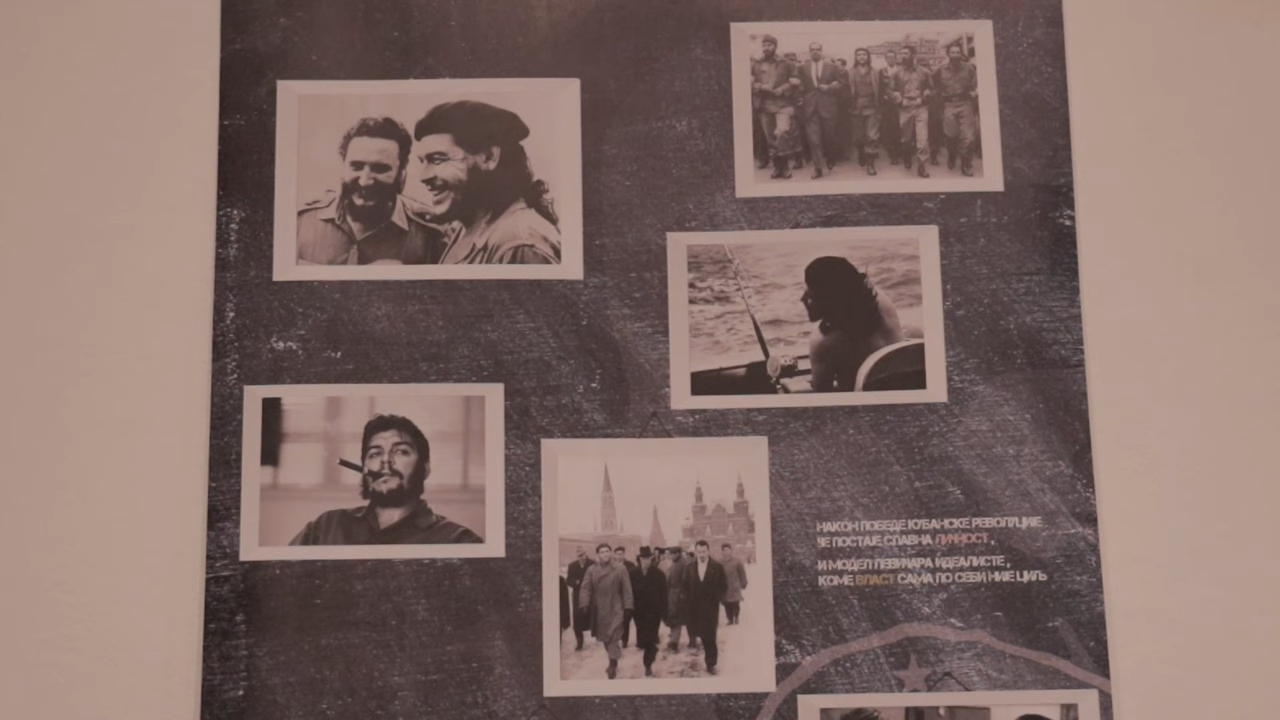 НАКОН ПОБЕДЕ КУБАНСКЕ РЕВОЛУЦИЈЕ
ЧЕ ПОСТАЈЕ СЛАВНА ЛИЧНОСТ,
И МОДЕЛ ЛЕВИЧАРА ИДЕАЛИСТЕ,
КОМЕ ВЛАСТ САМА ПО СЕБИ НИЈЕ ЦИЉ